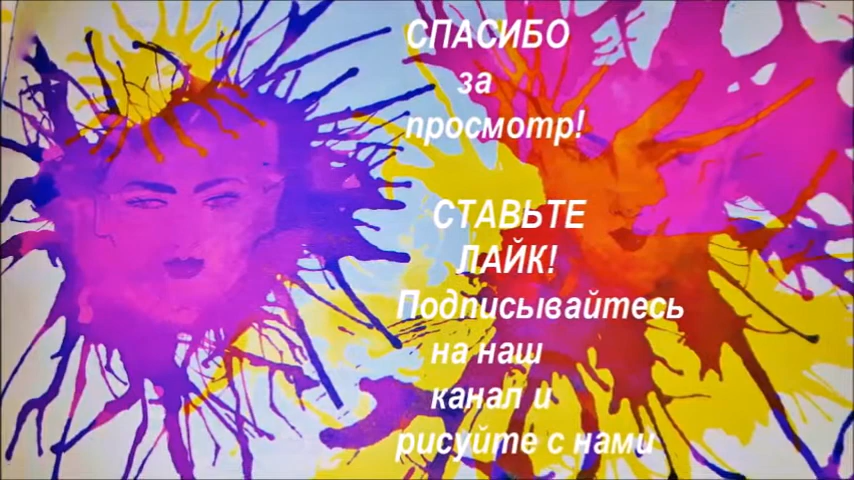 СПАСИБО
за
просмотр!
СТАВЬТЕ
ЛАЙК!
Подписывайтесь
на наш
канал и
рисуйте с нами